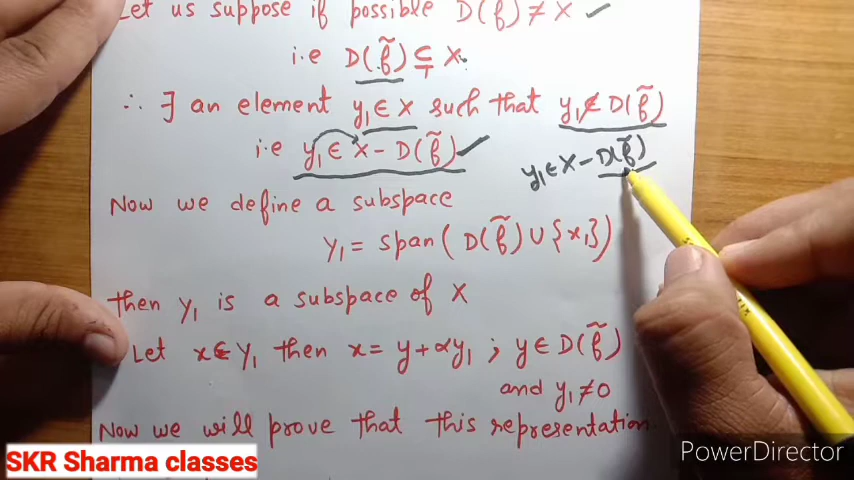 Let us suppose if possible D(f̃) ≠ X ✓
i.e D(f̃) ⊊ X.
∴ ∃ an element y₁ ∈ X such that y₁ ∉ D(f̃)
i.e y₁ ∈ X - D(f̃) ✓
y₁ ∈ X - D(f̃)
Now we define a subspace
Y₁ = span( D(f̃) ∪ {x₁})
then Y₁ is a subspace of X
Let x ∈ Y₁ then x = y + αy₁ ; y ∈ D(f̃)
and y₁ ≠ 0
Now we will prove that this representation
SKR Sharma classes
PowerDirector